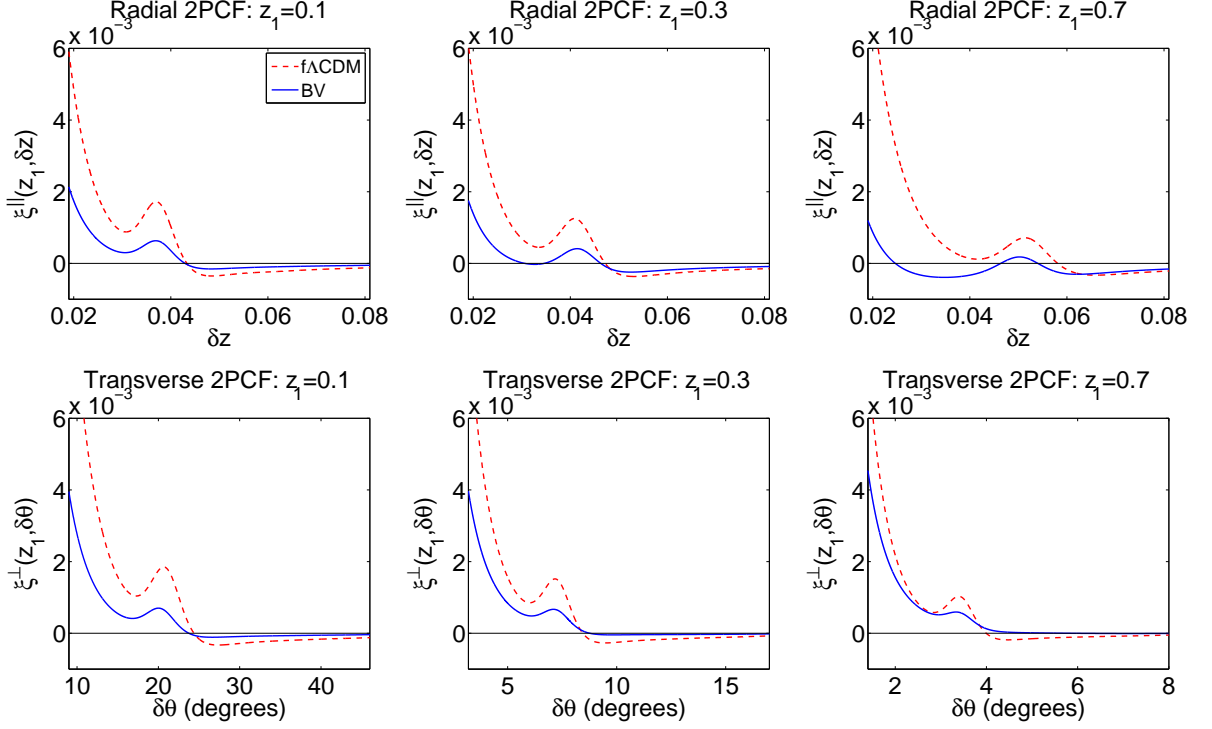 Radial 2PCF: z₁=0.1
x 10⁻³
6
4
2
0
ξ||(z₁,δz)
fΛCDM
BV
0.02 0.04 0.06 0.08
δz
Radial 2PCF: z₁=0.3
x 10⁻³
6
4
2
0
ξ||(z₁,δz)
0.02 0.04 0.06 0.08
δz
Radial 2PCF: z₁=0.7
x 10⁻³
6
4
2
0
ξ||(z₁,δz)
0.02 0.04 0.06 0.08
δz
Transverse 2PCF: z₁=0.1
x 10⁻³
6
4
2
0
ξ⊥(z₁,δθ)
10 20 30 40
δθ (degrees)
Transverse 2PCF: z₁=0.3
x 10⁻³
6
4
2
0
ξ⊥(z₁,δθ)
5 10 15
δθ (degrees)
Transverse 2PCF: z₁=0.7
x 10⁻³
6
4
2
0
ξ⊥(z₁,δθ)
2 4 6 8
δθ (degrees)